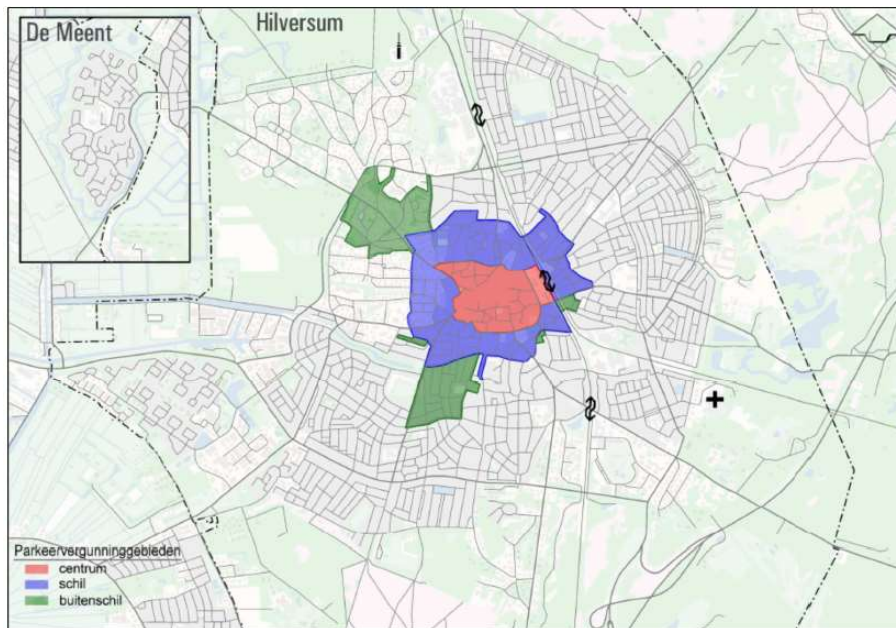 De Meent
Hilversum
Parkeervergunninggebieden
centrum
schil
buitenschil